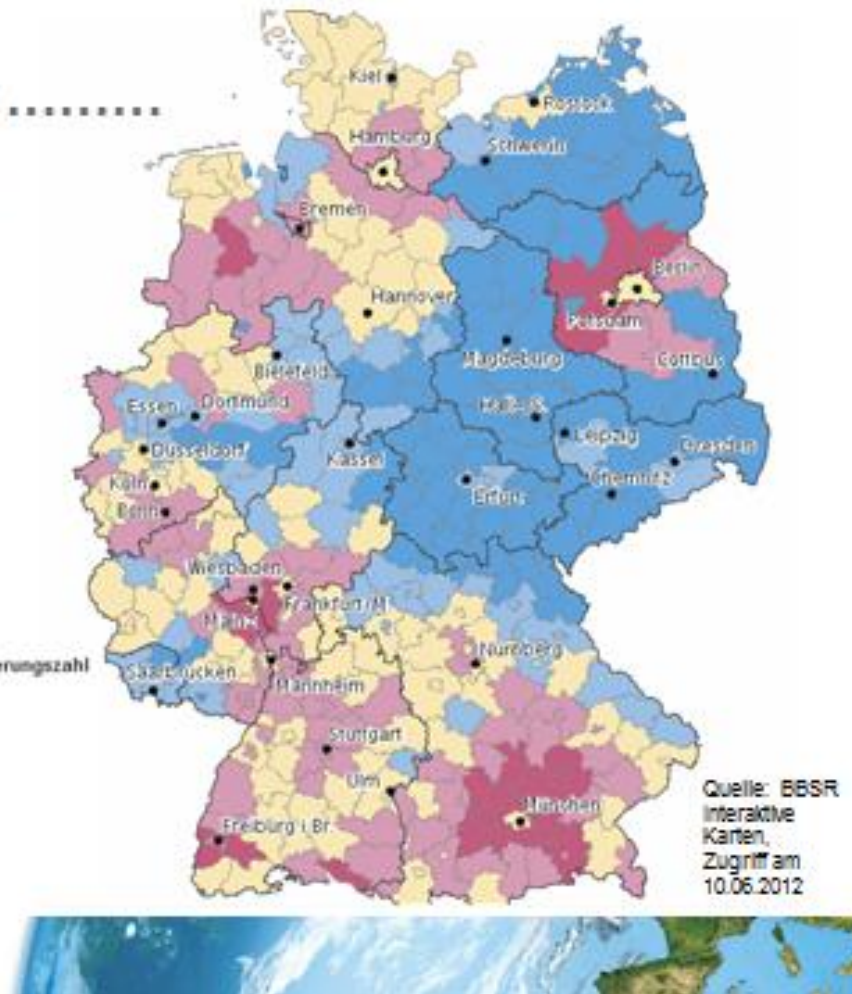 Kiel
Rostock
Hamburg
Schwerin
Bremen
Berlin
Hannover
Potsdam
Magdeburg
Bielefeld
Cottbus
Essen
Dortmund
Halle/S.
Leipzig
Düsseldorf
Kassel
Dresden
Köln
Erfurt
Chemnitz
Bonn
Wiesbaden
Frankfurt/M.
Mainz
erungszahl
Saarbrücken
Nürnberg
Mannheim
Stuttgart
Ulm
München
Freiburg i.Br.
Quelle: BBSR
Interaktive
Karten,
Zugriff am
10.06.2012